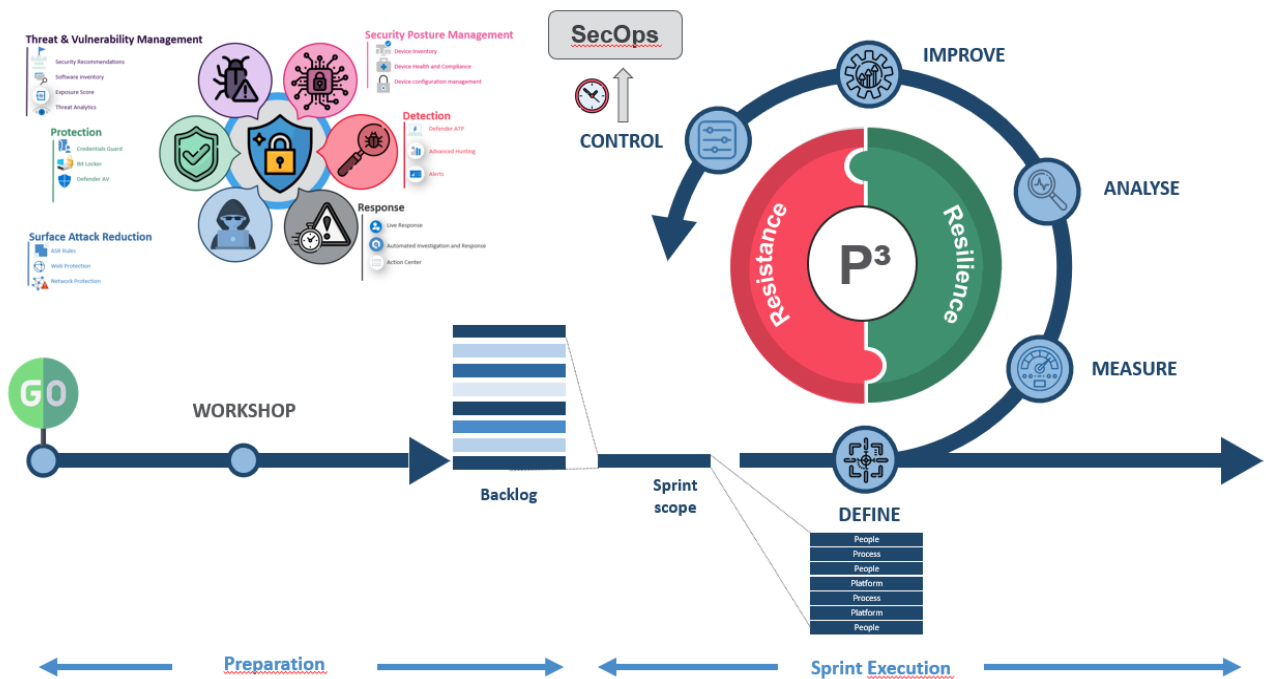 Threat & Vulnerability Management
Security Recommendations
Software Inventory
Exposure Score
Threat Analytics
Security Posture Management
Device Inventory
Device Health and Compliance
Device configuration management
Protection
Credentials Guard
Bit Locker
Defender AV
Detection
Defender ATP
Advanced Hunting
Alerts
Surface Attack Reduction
ASR Rules
Web Protection
Network Protection
Response
Live Response
Automated Investigation and Response
Action Center
SecOps
CONTROL
IMPROVE
ANALYSE
MEASURE
DEFINE
Resistance
Resilience
P³
GO
WORKSHOP
Backlog
Sprint
scope
People
Process
People
Platform
Process
Platform
People
Preparation
Sprint Execution